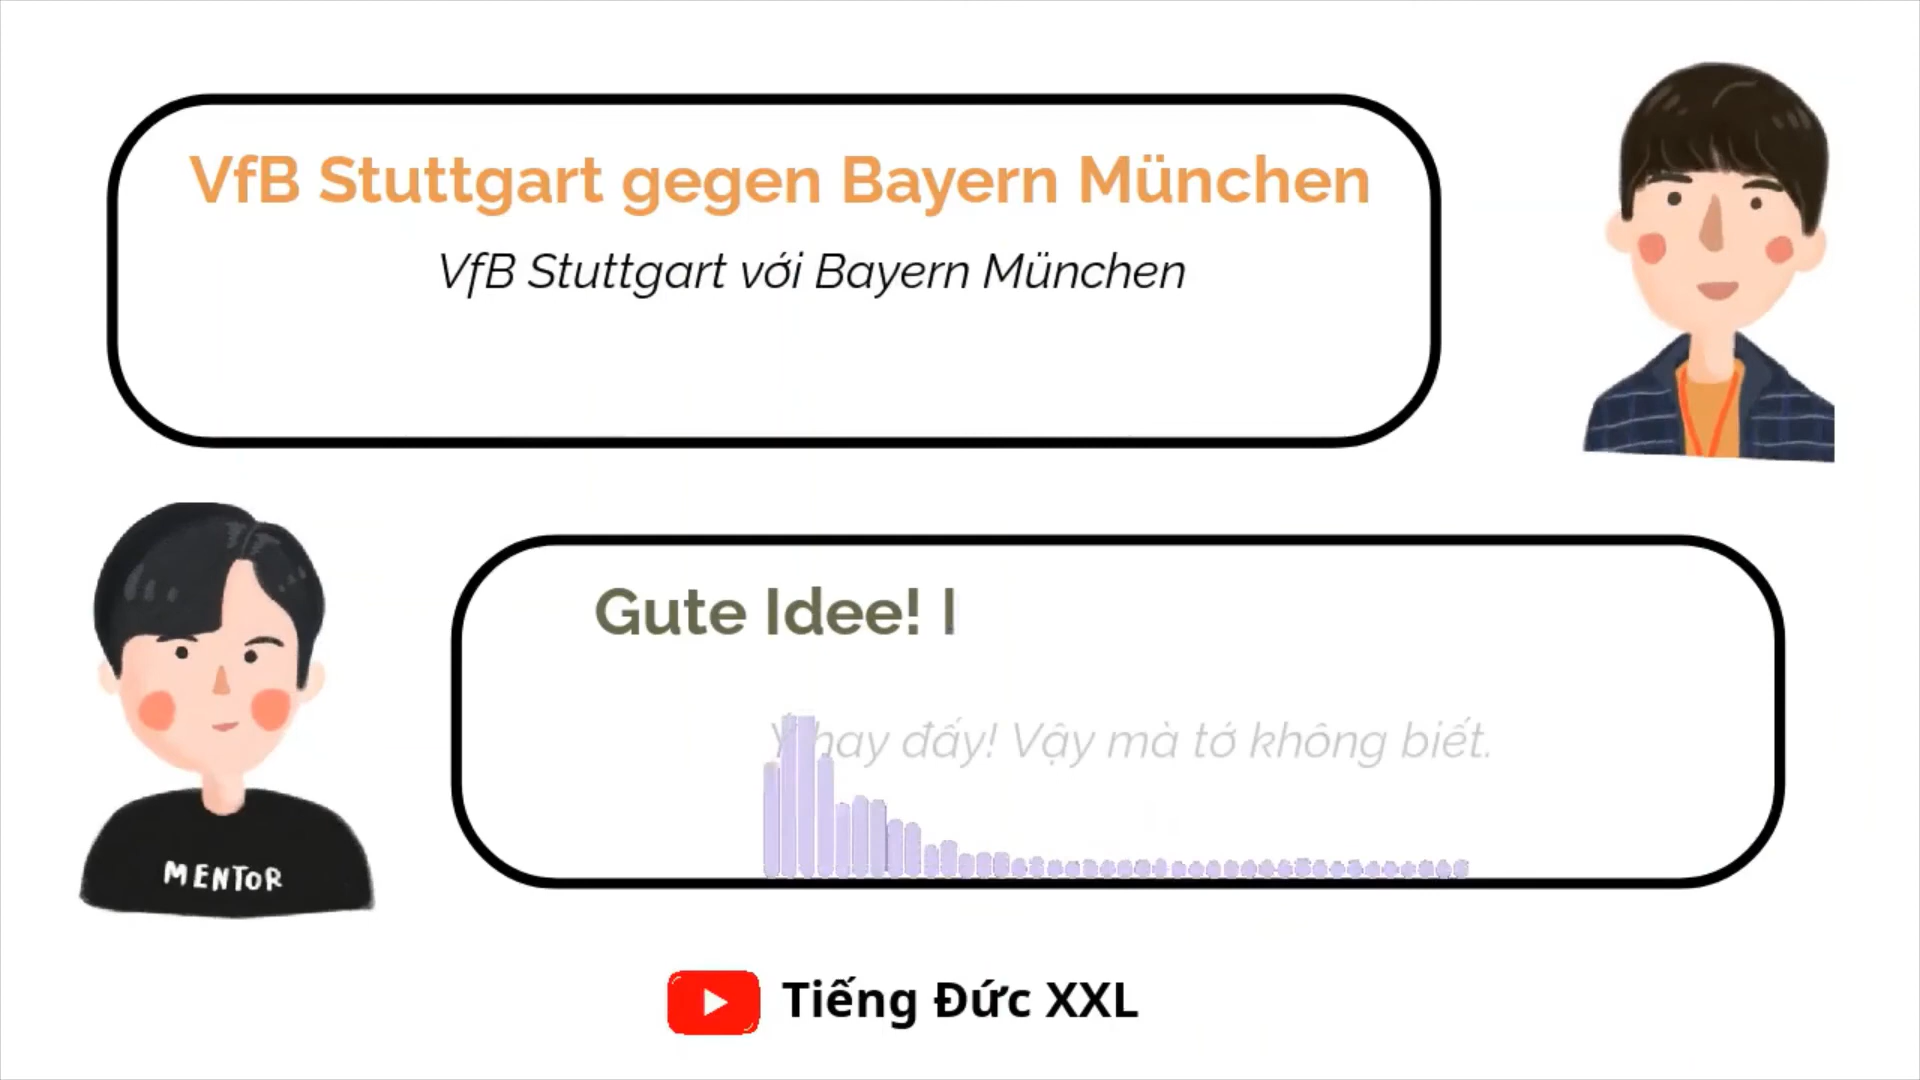 VfB Stuttgart gegen Bayern München
VfB Stuttgart với Bayern München
Gute Idee! I
Ý hay đấy! Vậy mà tớ không biết.
MENTOR
Tiếng Đức XXL